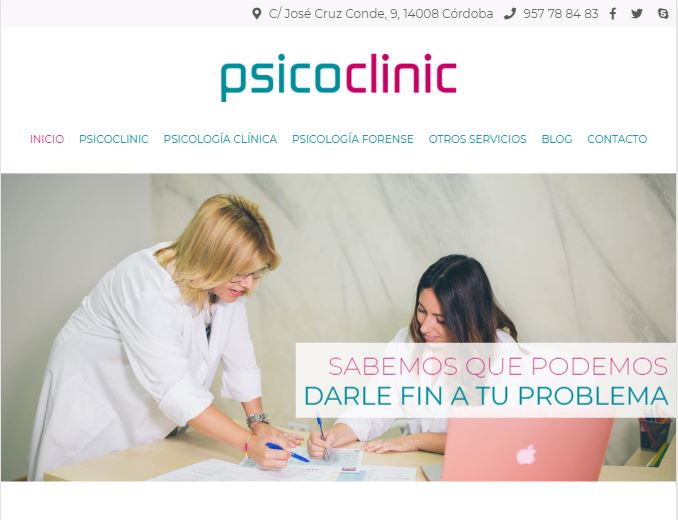 C/ José Cruz Conde, 9, 14008 Córdoba 957 78 84 83
psicoclinic
INICIO PSICOCLINIC PSICOLOGÍA CLÍNICA PSICOLOGÍA FORENSE OTROS SERVICIOS BLOG CONTACTO
SABEMOS QUE PODEMOS
DARLE FIN A TU PROBLEMA